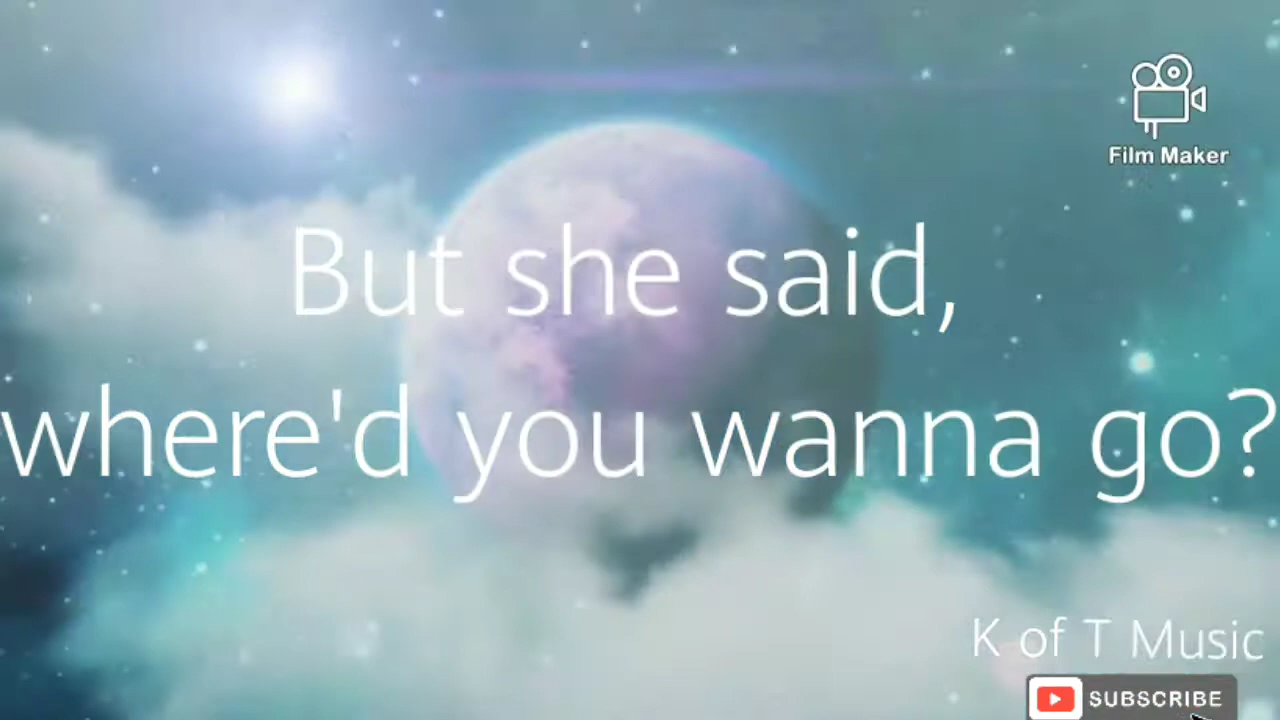 Film Maker
But she said,
where'd you wanna go?
K of T Music
SUBSCRIBE